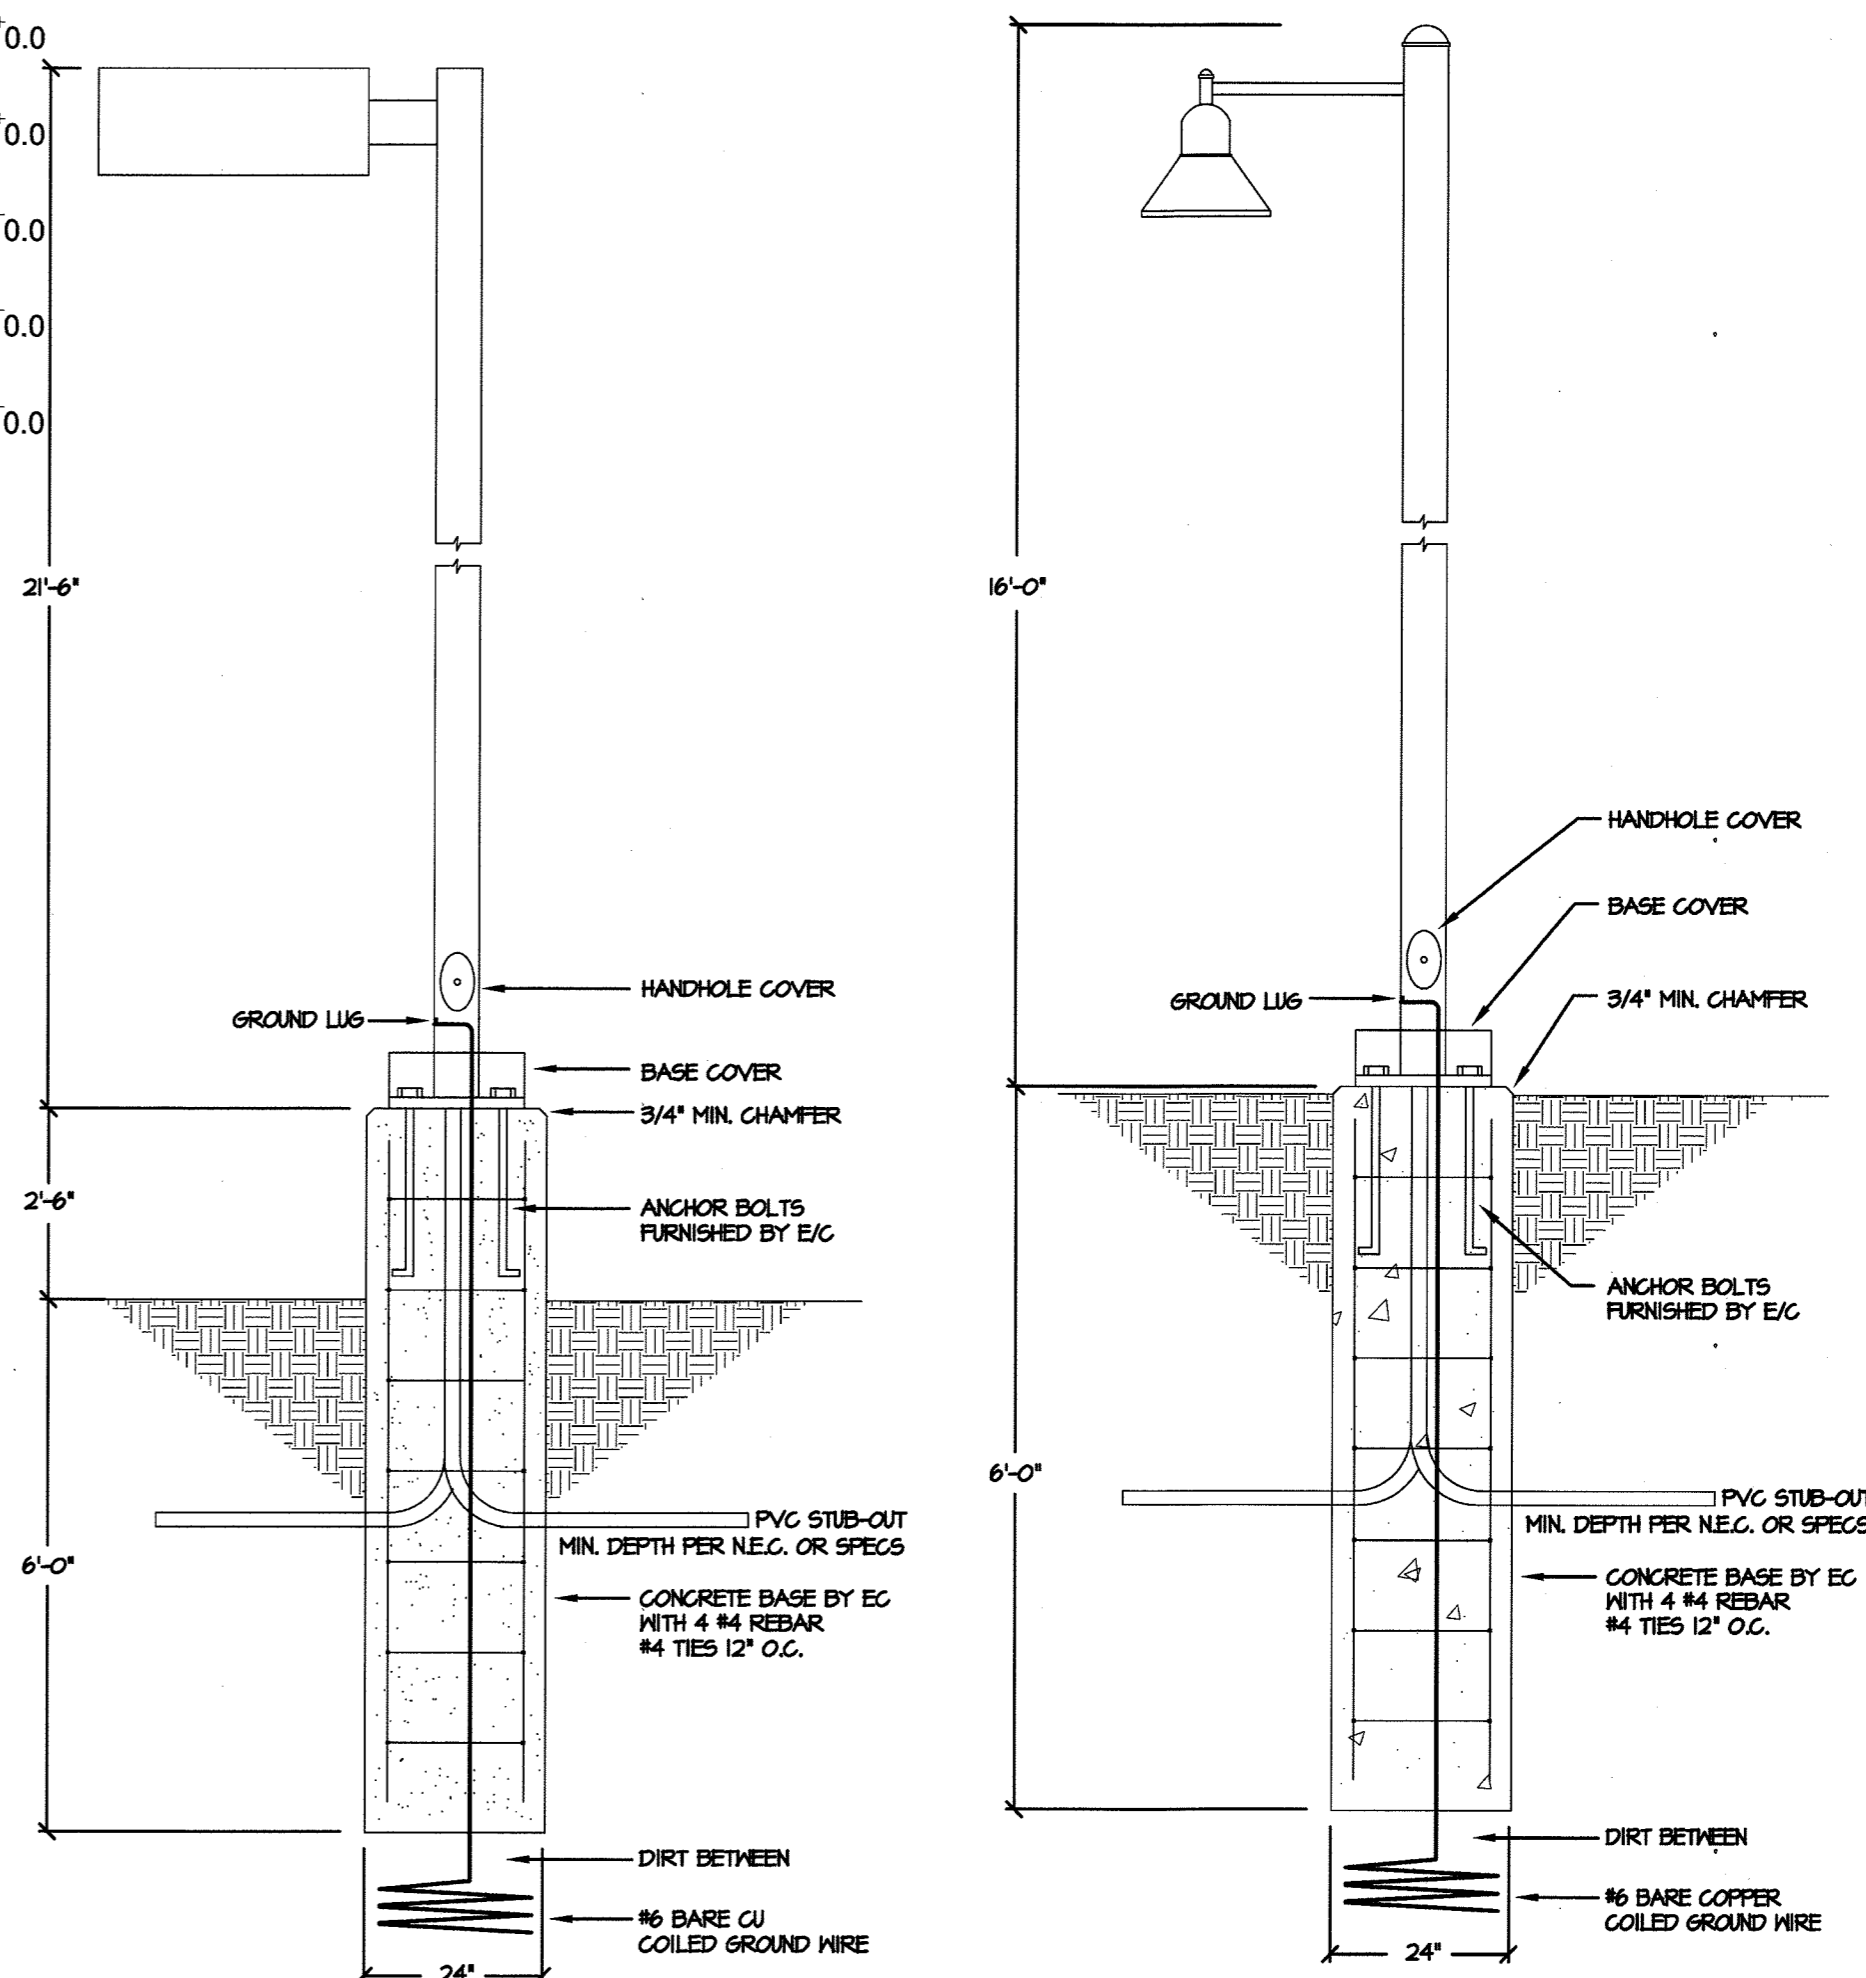 +0.0
+0.0
+0.0
+0.0
+0.0
21'-6"
HANDHOLE COVER
GROUND LUG
BASE COVER
3/4" MIN. CHAMFER
2'-6"
ANCHOR BOLTS
FURNISHED BY E/C
PVC STUB-OUT
MIN. DEPTH PER N.E.C. OR SPECS
6'-0"
CONCRETE BASE BY EC
WITH 4 #4 REBAR
#4 TIES 12" O.C.
DIRT BETWEEN
#6 BARE CU
COILED GROUND WIRE
24"
16'-0"
HANDHOLE COVER
BASE COVER
GROUND LUG
3/4" MIN. CHAMFER
ANCHOR BOLTS
FURNISHED BY E/C
6'-0"
PVC STUB-OUT
MIN. DEPTH PER N.E.C. OR SPECS
CONCRETE BASE BY EC
WITH 4 #4 REBAR
#4 TIES 12" O.C.
DIRT BETWEEN
#6 BARE COPPER
COILED GROUND WIRE
24"